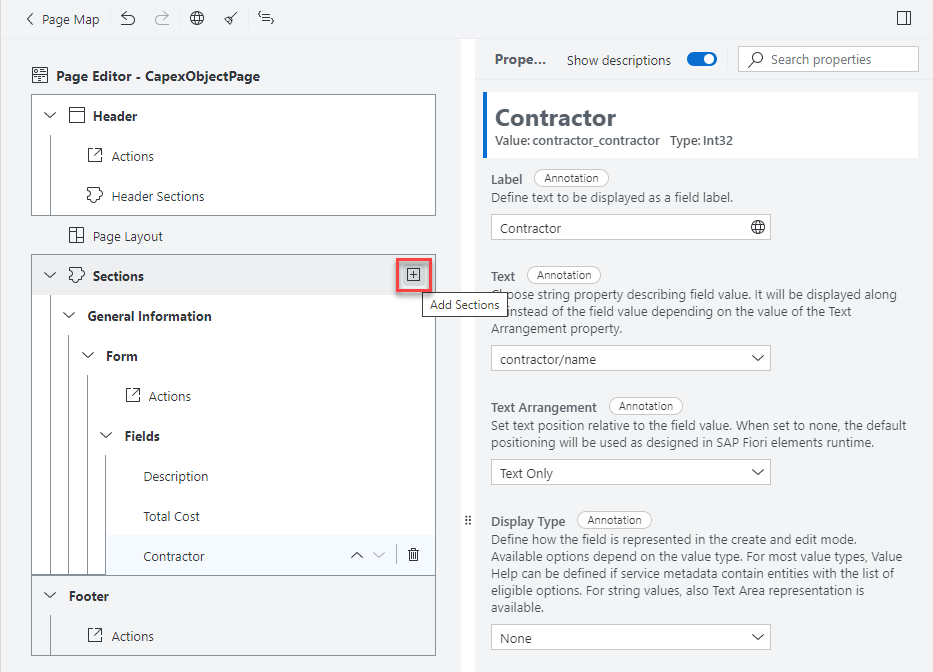 Page Map
Page Editor - CapexObjectPage
Header
Actions
Header Sections
Page Layout
Sections
Add Sections
General Information
Form
Actions
Fields
Description
Total Cost
Contractor
Footer
Actions
Prope...
Show descriptions
Search properties
Contractor
Value: contractor_contractor Type: Int32
Label Annotation
Define text to be displayed as a field label.
Contractor
Text Annotation
Choose string property describing field value. It will be displayed along
instead of the field value depending on the value of the Text
Arrangement property.
contractor/name
Text Arrangement Annotation
Set text position relative to the field value. When set to none, the default
positioning will be used as designed in SAP Fiori elements runtime.
Text Only
Display Type Annotation
Define how the field is represented in the create and edit mode.
Available options depend on the value type. For most value types, Value
Help can be defined if service metadata contain entities with the list of
eligible options. For string values, also Text Area representation is
available.
None